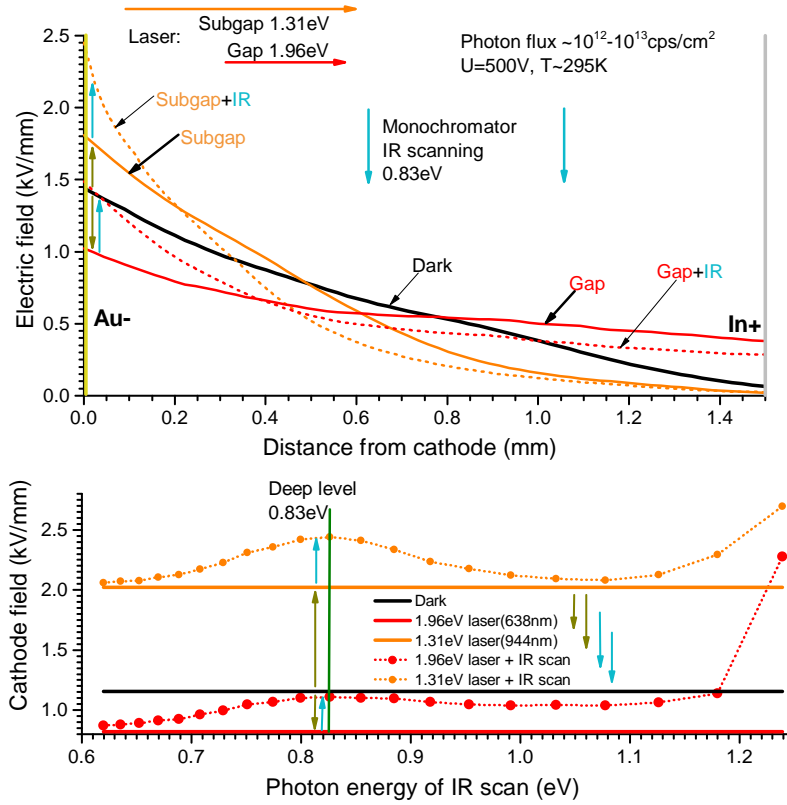 Laser:
Subgap 1.31eV
Gap 1.96eV
Photon flux ~10¹²-10¹³cps/cm²
U=500V, T~295K
Subgap+IR
Subgap
Monochromator
IR scanning
0.83eV
Dark
Gap
Gap+IR
Au-
In+
2.5
2.0
1.5
1.0
0.5
0.0
Electric field (kV/mm)
0.0 0.2 0.4 0.6 0.8 1.0 1.2 1.4
Distance from cathode (mm)
Deep level
0.83eV
Dark
1.96eV laser(638nm)
1.31eV laser(944nm)
1.96eV laser + IR scan
1.31eV laser + IR scan
2.5
2.0
1.5
1.0
Cathode field (kV/mm)
0.6 0.7 0.8 0.9 1.0 1.1 1.2
Photon energy of IR scan (eV)